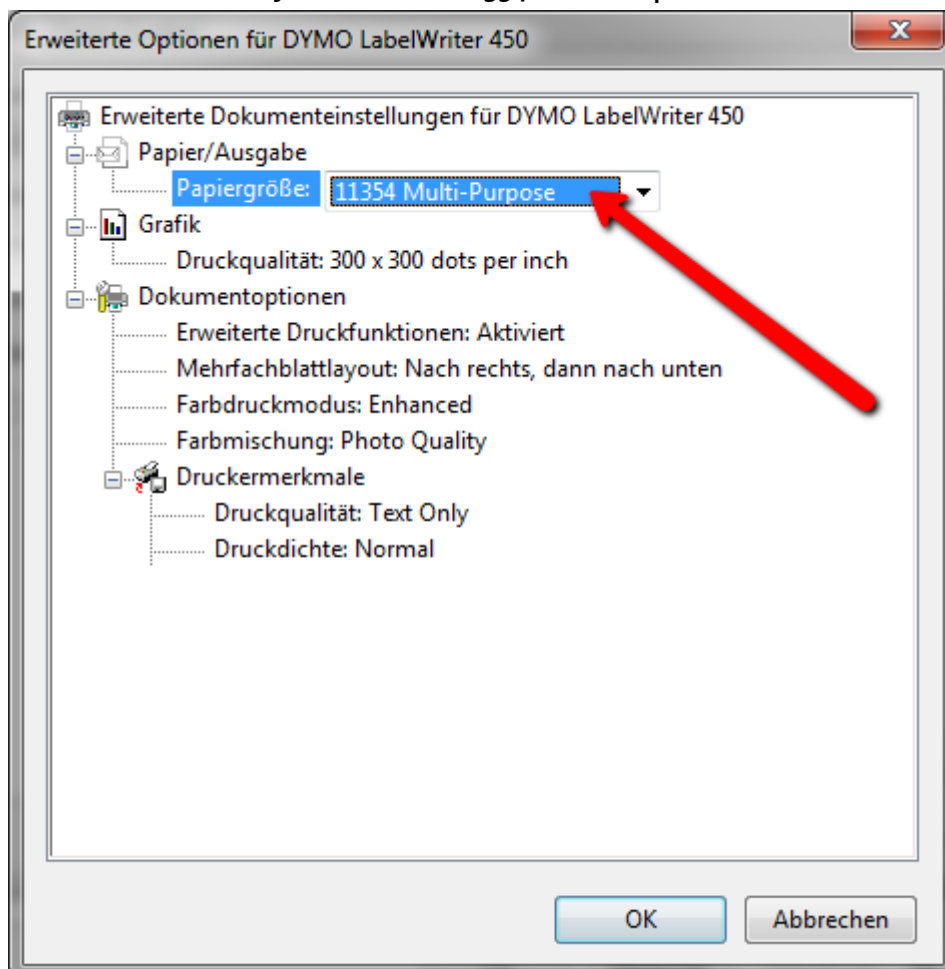 Erweiterte Optionen für DYMO LabelWriter 450
Erweiterte Dokumenteinstellungen für DYMO LabelWriter 450
Papier/Ausgabe
Papiergröße: 11354 Multi-Purpose
Grafik
Druckqualität: 300 x 300 dots per inch
Dokumentoptionen
Erweiterte Druckfunktionen: Aktiviert
Mehrfachblattlayout: Nach rechts, dann nach unten
Farbdruckmodus: Enhanced
Farbmischung: Photo Quality
Druckermerkmale
Druckqualität: Text Only
Druckdichte: Normal
OK Abbrechen